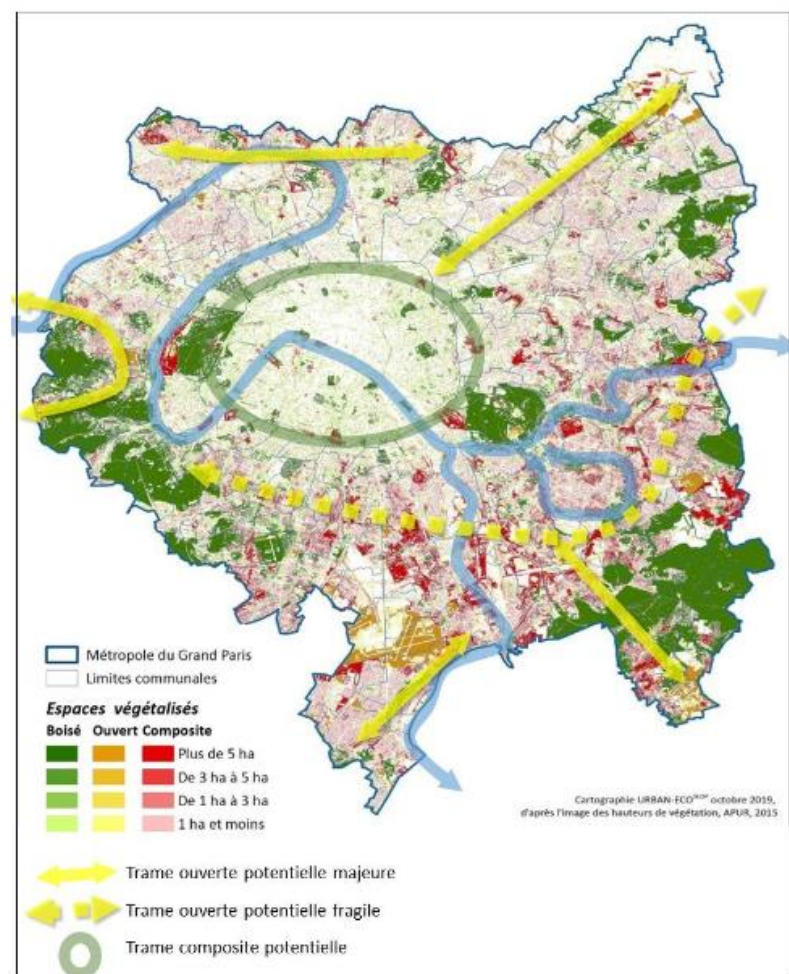 Métropole du Grand Paris
Limites communales
Espaces végétalisés
Boisé Ouvert Composite
Plus de 5 ha
De 3 ha à 5 ha
De 1 ha à 3 ha
1 ha et moins
Cartographie URBAN-ECO octobre 2019,
d'après l'image des hauteurs de végétation, APUR, 2015
Trame ouverte potentielle majeure
Trame ouverte potentielle fragile
Trame composite potentielle